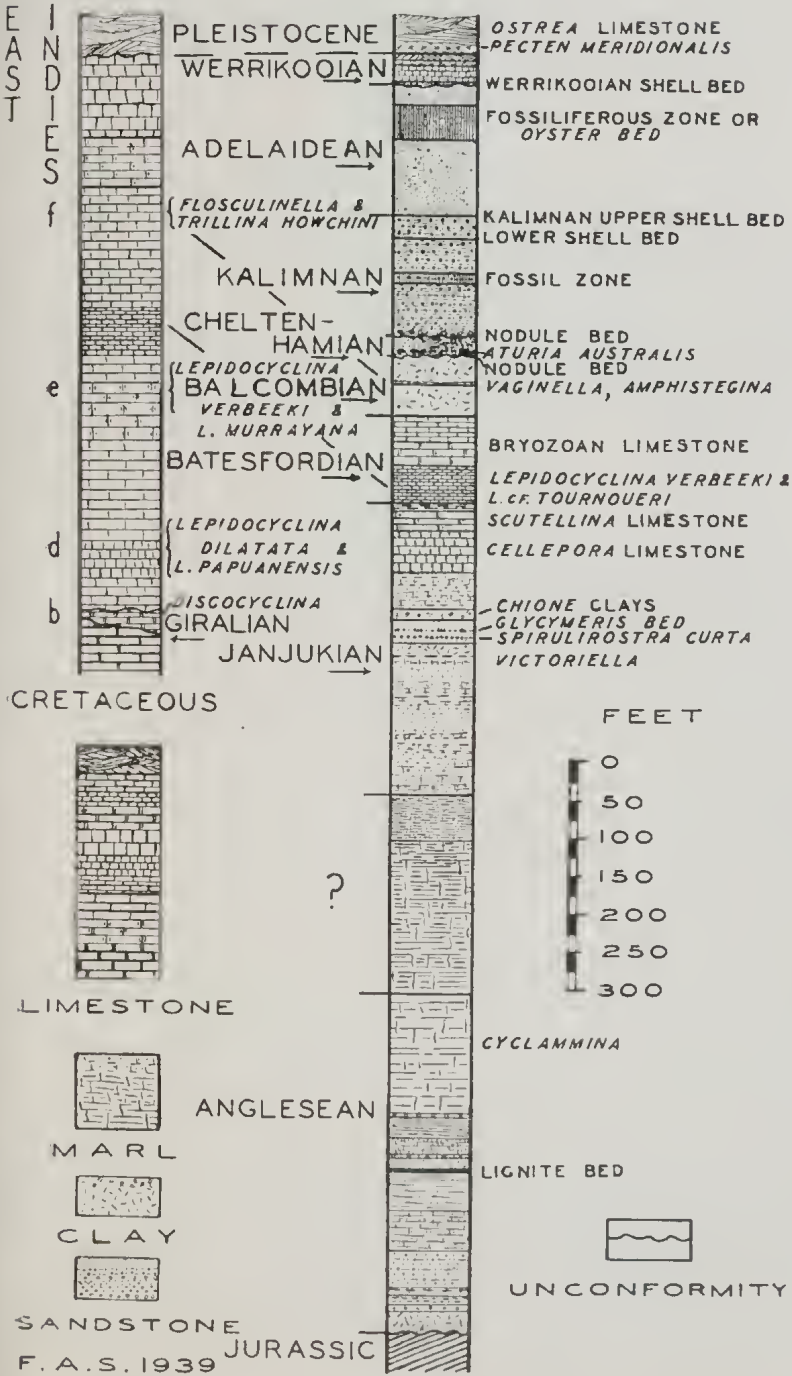 EAST
INDIES
PLEISTOCENE
WERRIKOOIAN
ADELAIDEAN
f
FLOSCULINELLA &
TRILLINA HOWCHINI
KALIMNAN
CHELTEN-
HAMIAN
LEPIDOCYCLINA
e
BALCOMBIAN
VERBEEKI &
L. MURRAYANA
BATESFORDIAN
LEPIDOCYCLINA
d
DILATATA &
L. PAPUANENSIS
DISCOCYCLINA
b
GIRALIAN
JANJUKIAN
CRETACEOUS
?
LIMESTONE
ANGLESEAN
MARL
CLAY
SANDSTONE
JURASSIC
F.A.S. 1939
OSTREA LIMESTONE
PECTEN MERIDIONALIS
WERRIKOOIAN SHELL BED
FOSSILIFEROUS ZONE OR
OYSTER BED
KALIMNAN UPPER SHELL BED
LOWER SHELL BED
FOSSIL ZONE
NODULE BED
ATURIA AUSTRALIS
NODULE BED
VAGINELLA, AMPHISTEGINA
BRYOZOAN LIMESTONE
LEPIDOCYCLINA VERBEEKI &
L. CF. TOURNOUERI
SCUTELLINA LIMESTONE
CELLEPORA LIMESTONE
CHIONE CLAYS
GLYCYMERIS BED
SPIRULIROSTRA CURTA
VICTORIELLA
FEET
0
50
100
150
200
250
300
CYCLAMMINA
LIGNITE BED
UNCONFORMITY